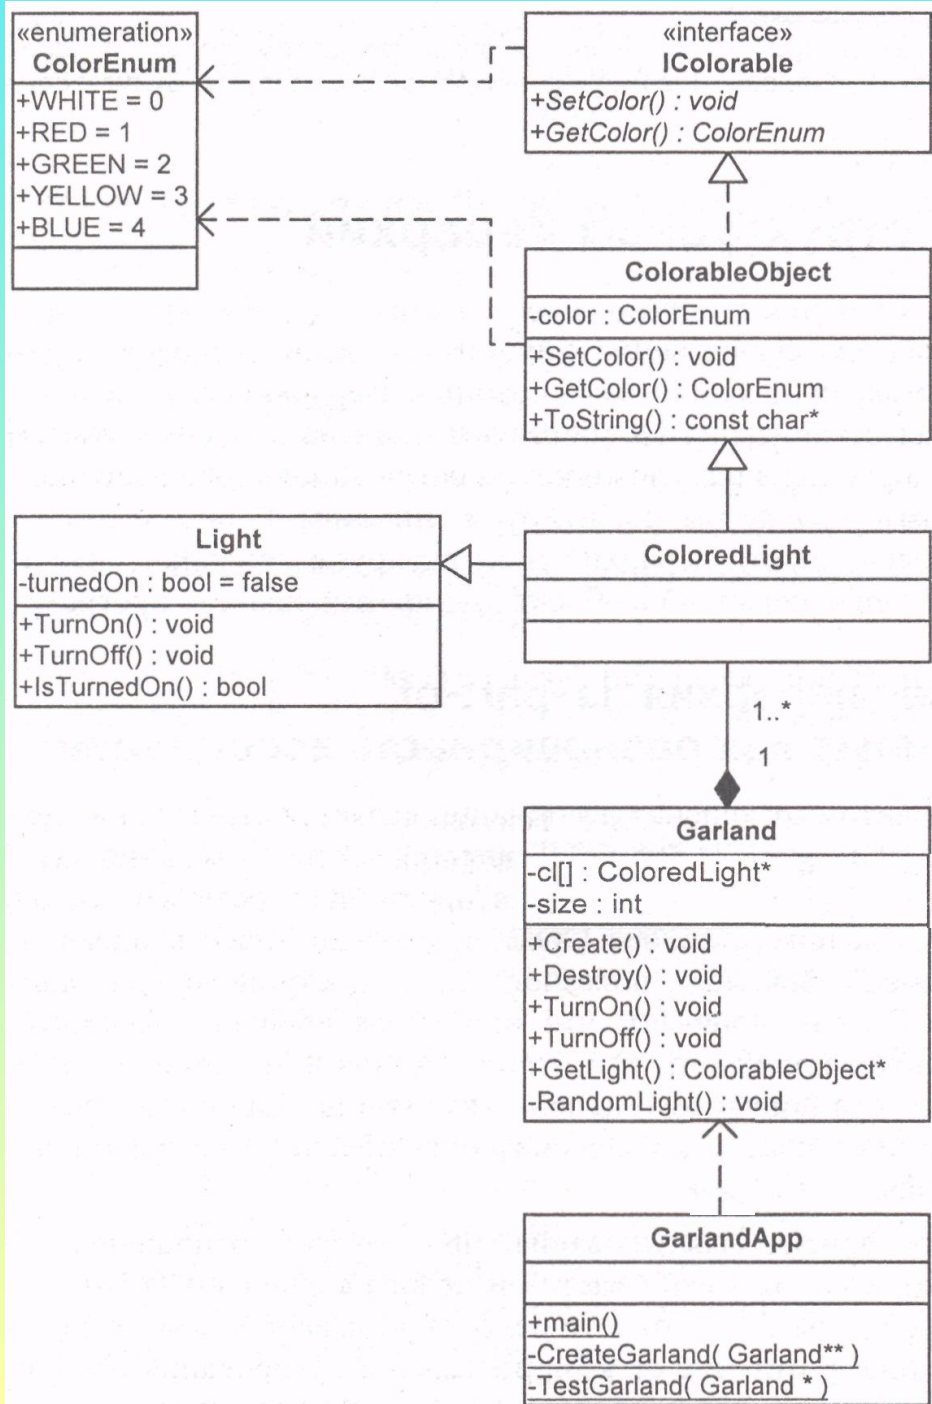 «enumeration»
ColorEnum
+WHITE = 0
+RED = 1
+GREEN = 2
+YELLOW = 3
+BLUE = 4
«interface»
IColorable
+SetColor() : void
+GetColor() : ColorEnum
ColorableObject
-color : ColorEnum
+SetColor() : void
+GetColor() : ColorEnum
+ToString() : const char*
Light
-turnedOn : bool = false
+TurnOn() : void
+TurnOff() : void
+IsTurnedOn() : bool
ColoredLight
1..*
1
Garland
-cl[] : ColoredLight*
-size : int
+Create() : void
+Destroy() : void
+TurnOn() : void
+TurnOff() : void
+GetLight() : ColorableObject*
-RandomLight() : void
GarlandApp
+main()
-CreateGarland( Garland** )
-TestGarland( Garland * )